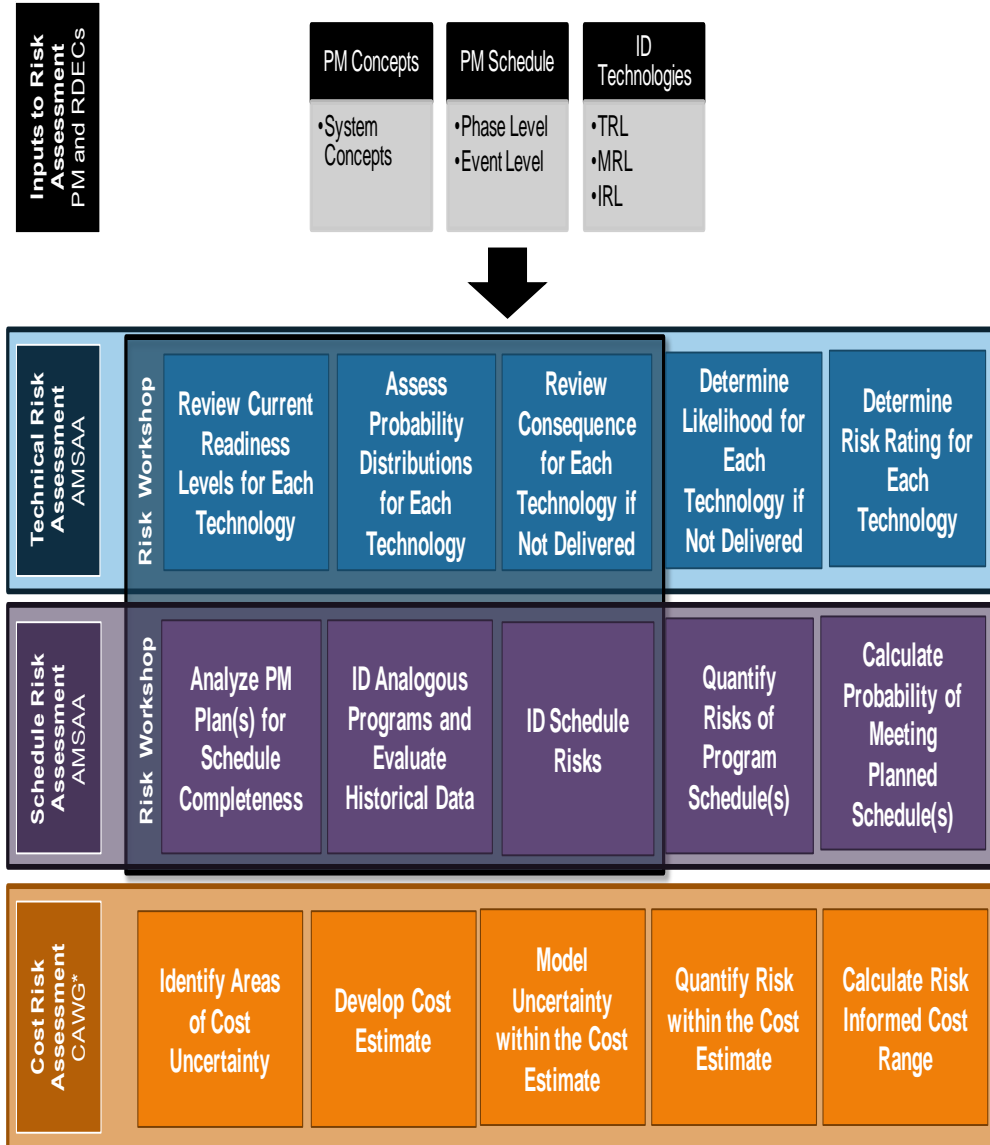 Inputs to Risk
Assessment
PM and RDECs
PM Concepts
•System
Concepts
PM Schedule
•Phase Level
•Event Level
ID
Technologies
•TRL
•MRL
•IRL
Technical Risk
Assessment
AMSAA
Risk Workshop
Review Current
Readiness
Levels for Each
Technology
Assess
Probability
Distributions
for Each
Technology
Review
Consequence
for Each
Technology if
Not Delivered
Determine
Likelihood for
Each
Technology if
Not Delivered
Determine
Risk Rating for
Each
Technology
Schedule Risk
Assessment
AMSAA
Risk Workshop
Analyze PM
Plan(s) for
Schedule
Completeness
ID Analogous
Programs and
Evaluate
Historical Data
ID Schedule
Risks
Quantify
Risks of
Program
Schedule(s)
Calculate
Probability of
Meeting
Planned
Schedule(s)
Cost Risk
Assessment
CAWG*
Identify Areas
of Cost
Uncertainty
Develop Cost
Estimate
Model
Uncertainty
within the Cost
Estimate
Quantify Risk
within the Cost
Estimate
Calculate Risk
Informed Cost
Range